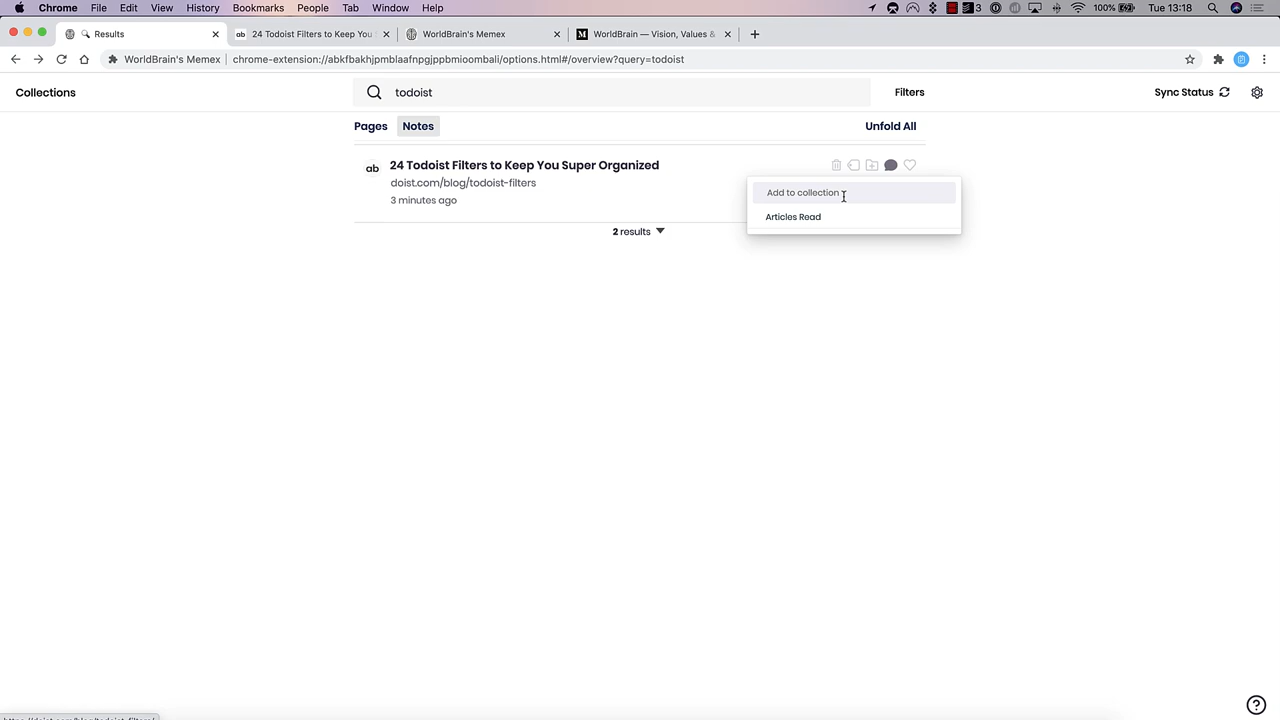 Chrome File Edit View History Bookmarks People Tab Window Help
3 100% Tue 13:18
Results
ab 24 Todoist Filters to Keep You
WorldBrain's Memex
M WorldBrain — Vision, Values &
WorldBrain's Memex chrome-extension://abkfbakhjpmblaafnpgjppbmioombali/options.html#/overview?query=todoist
Collections
todoist
Filters
Sync Status
Pages Notes
Unfold All
ab
24 Todoist Filters to Keep You Super Organized
doist.com/blog/todoist-filters
3 minutes ago
Add to collection
Articles Read
2 results